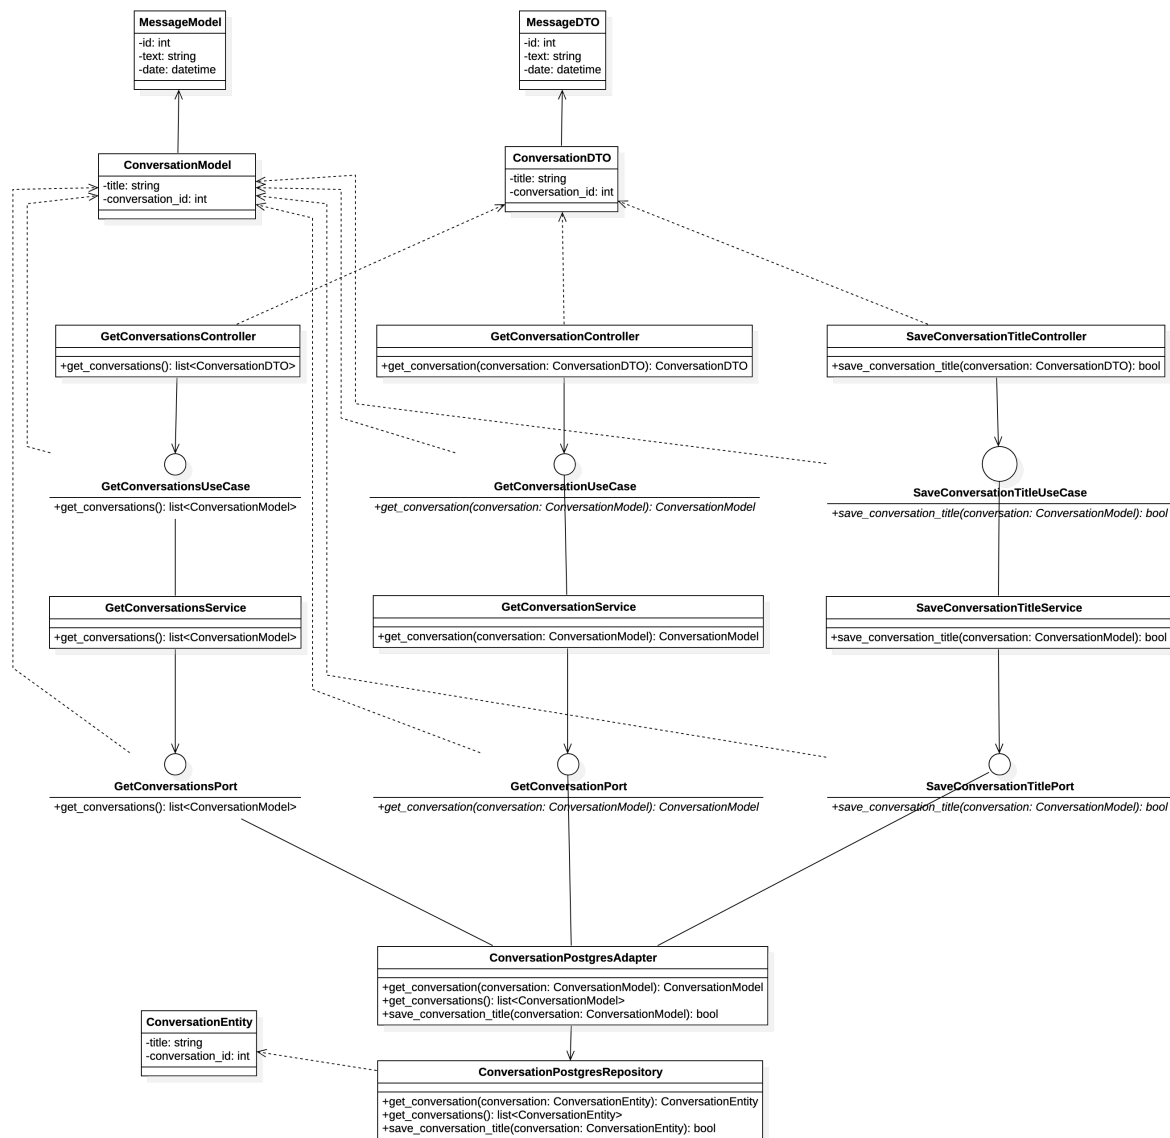 MessageModel
-id: int
-text: string
-date: datetime
MessageDTO
-id: int
-text: string
-date: datetime
ConversationModel
-title: string
-conversation_id: int
ConversationDTO
-title: string
-conversation_id: int
GetConversationsController
+get_conversations(): list<ConversationDTO>
GetConversationController
+get_conversation(conversation: ConversationDTO): ConversationDTO
SaveConversationTitleController
+save_conversation_title(conversation: ConversationDTO): bool
GetConversationsUseCase
+get_conversations(): list<ConversationModel>
GetConversationUseCase
+get_conversation(conversation: ConversationModel): ConversationModel
SaveConversationTitleUseCase
+save_conversation_title(conversation: ConversationModel): bool
GetConversationsService
+get_conversations(): list<ConversationModel>
GetConversationService
+get_conversation(conversation: ConversationModel): ConversationModel
SaveConversationTitleService
+save_conversation_title(conversation: ConversationModel): bool
GetConversationsPort
+get_conversations(): list<ConversationModel>
GetConversationPort
+get_conversation(conversation: ConversationModel): ConversationModel
SaveConversationTitlePort
+save_conversation_title(conversation: ConversationModel): bool
ConversationPostgresAdapter
+get_conversation(conversation: ConversationModel): ConversationModel
+get_conversations(): list<ConversationModel>
+save_conversation_title(conversation: ConversationModel): bool
ConversationEntity
-title: string
-conversation_id: int
ConversationPostgresRepository
+get_conversation(conversation: ConversationEntity): ConversationEntity
+get_conversations(): list<ConversationEntity>
+save_conversation_title(conversation: ConversationEntity): bool